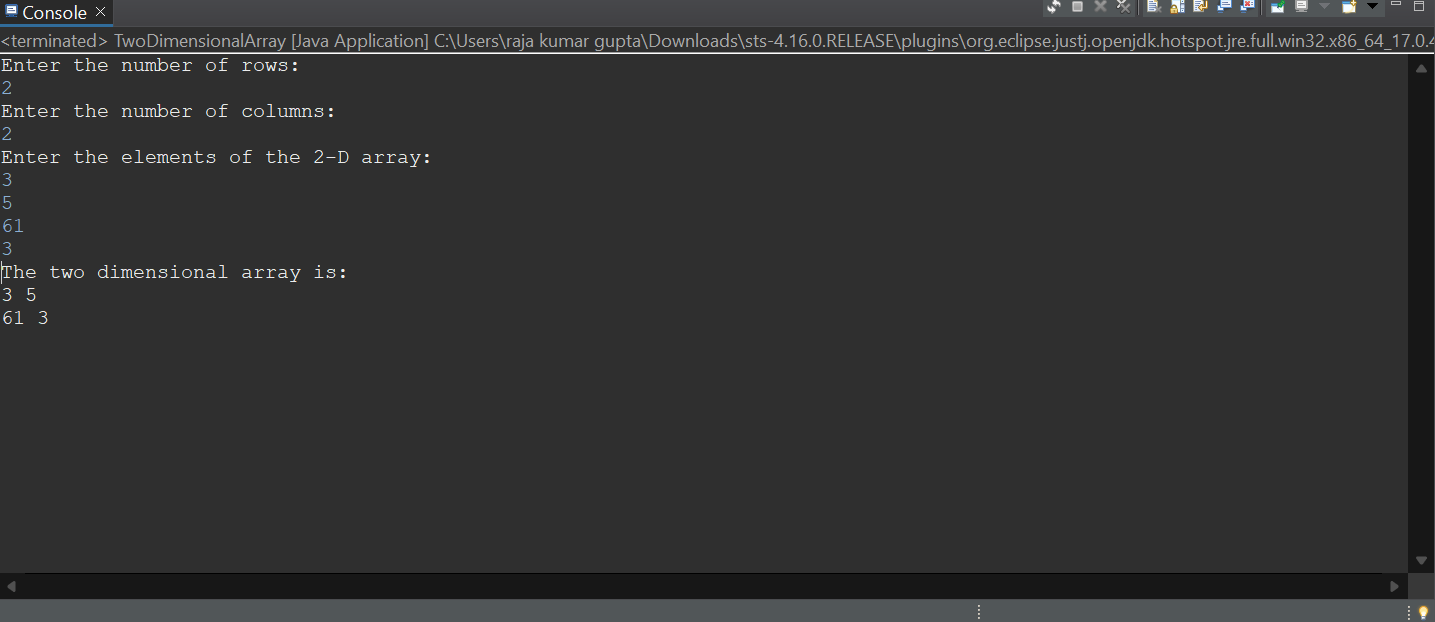 Console
<terminated> TwoDimensionalArray [Java Application] C:\Users\raja kumar gupta\Downloads\sts-4.16.0.RELEASE\plugins\org.eclipse.justj.openjdk.hotspot.jre.full.win32.x86_64_17.0.4
Enter the number of rows:
2
Enter the number of columns:
2
Enter the elements of the 2-D array:
3
5
61
3
The two dimensional array is:
3 5
61 3